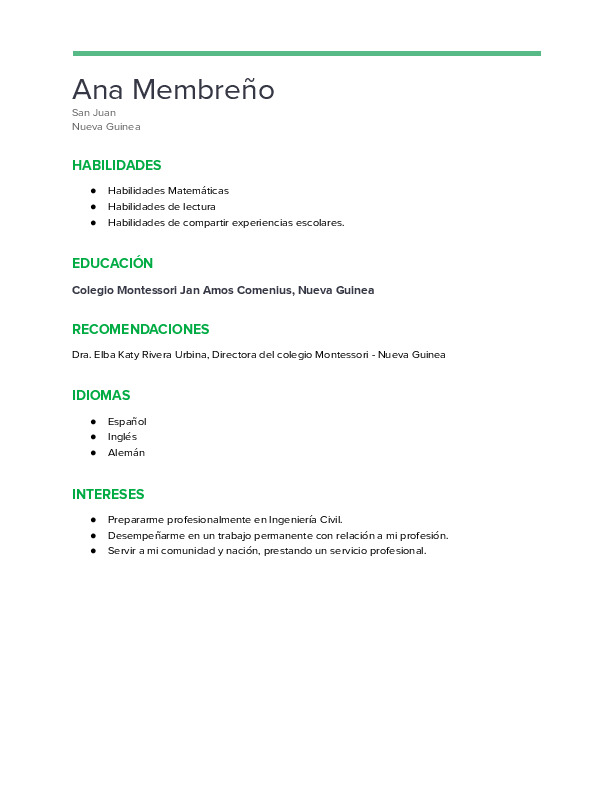 Ana Membreño
San Juan
Nueva Guinea
HABILIDADES
● Habilidades Matemáticas
● Habilidades de lectura
● Habilidades de compartir experiencias escolares.
EDUCACIÓN
Colegio Montessori Jan Amos Comenius, Nueva Guinea
RECOMENDACIONES
Dra. Elba Katy Rivera Urbina, Directora del colegio Montessori - Nueva Guinea
IDIOMAS
● Español
● Inglés
● Alemán
INTERESES
● Prepararme profesionalmente en Ingeniería Civil.
● Desempeñarme en un trabajo permanente con relación a mi profesión.
● Servir a mi comunidad y nación, prestando un servicio profesional.